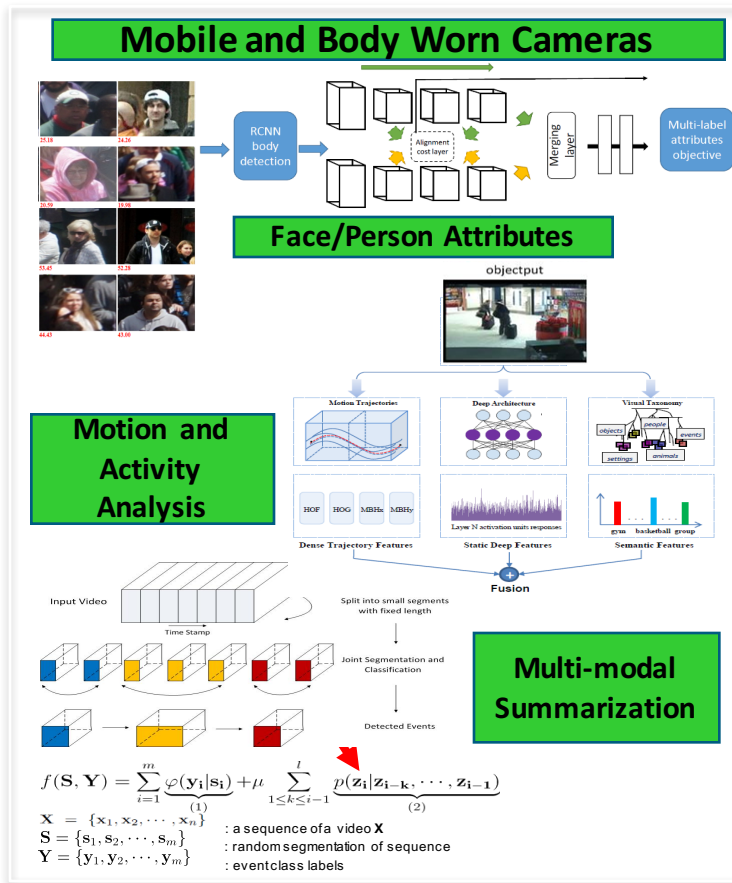 Mobile and Body Worn Cameras
25.18
24.26
20.59
19.98
53.45
52.28
44.43
43.00
RCNN
body
detection
Alignment
cost layer
Merging
layer
Multi-label
attributes
objective
Face/Person Attributes
objectput
Motion and
Activity
Analysis
Motion Trajectories
Deep Architecture
Visual Taxonomy
objects
people
events
settings
animals
HOF
HOG
MBHx
MBHy
Layer N activation units responses
gym
basketball
group
Dense Trajectory Features
Static Deep Features
Semantic Features
Fusion
Input Video
Time Stamp
Split into small segments
with fixed length
Joint Segmentation and
Classification
Detected Events
Multi-modal
Summarization
f(S, Y) = ∑_{i=1}^{m} φ(y_i|s_i) + μ ∑_{1≤k≤i−1}^{l} p(z_i|z_{i−k}, ⋯, z_{i−1})
(1)
(2)
X = {x_1, x_2, ⋯, x_n}
: a sequence of a video X
S = {s_1, s_2, ⋯, s_m}
: random segmentation of sequence
Y = {y_1, y_2, ⋯, y_m}
: event class labels